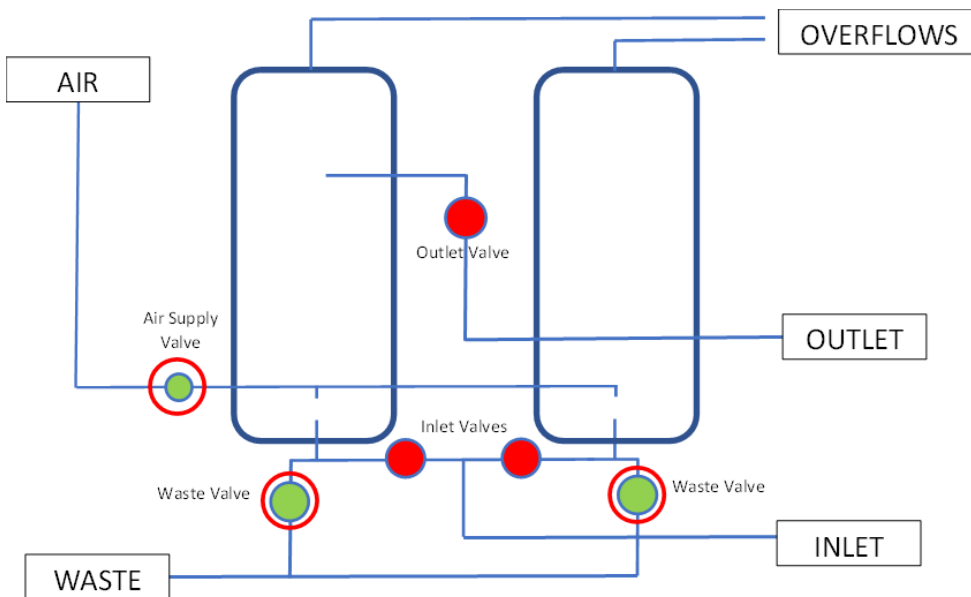 OVERFLOWS
AIR
Outlet Valve
Air Supply
Valve
OUTLET
Inlet Valves
Waste Valve
Waste Valve
INLET
WASTE